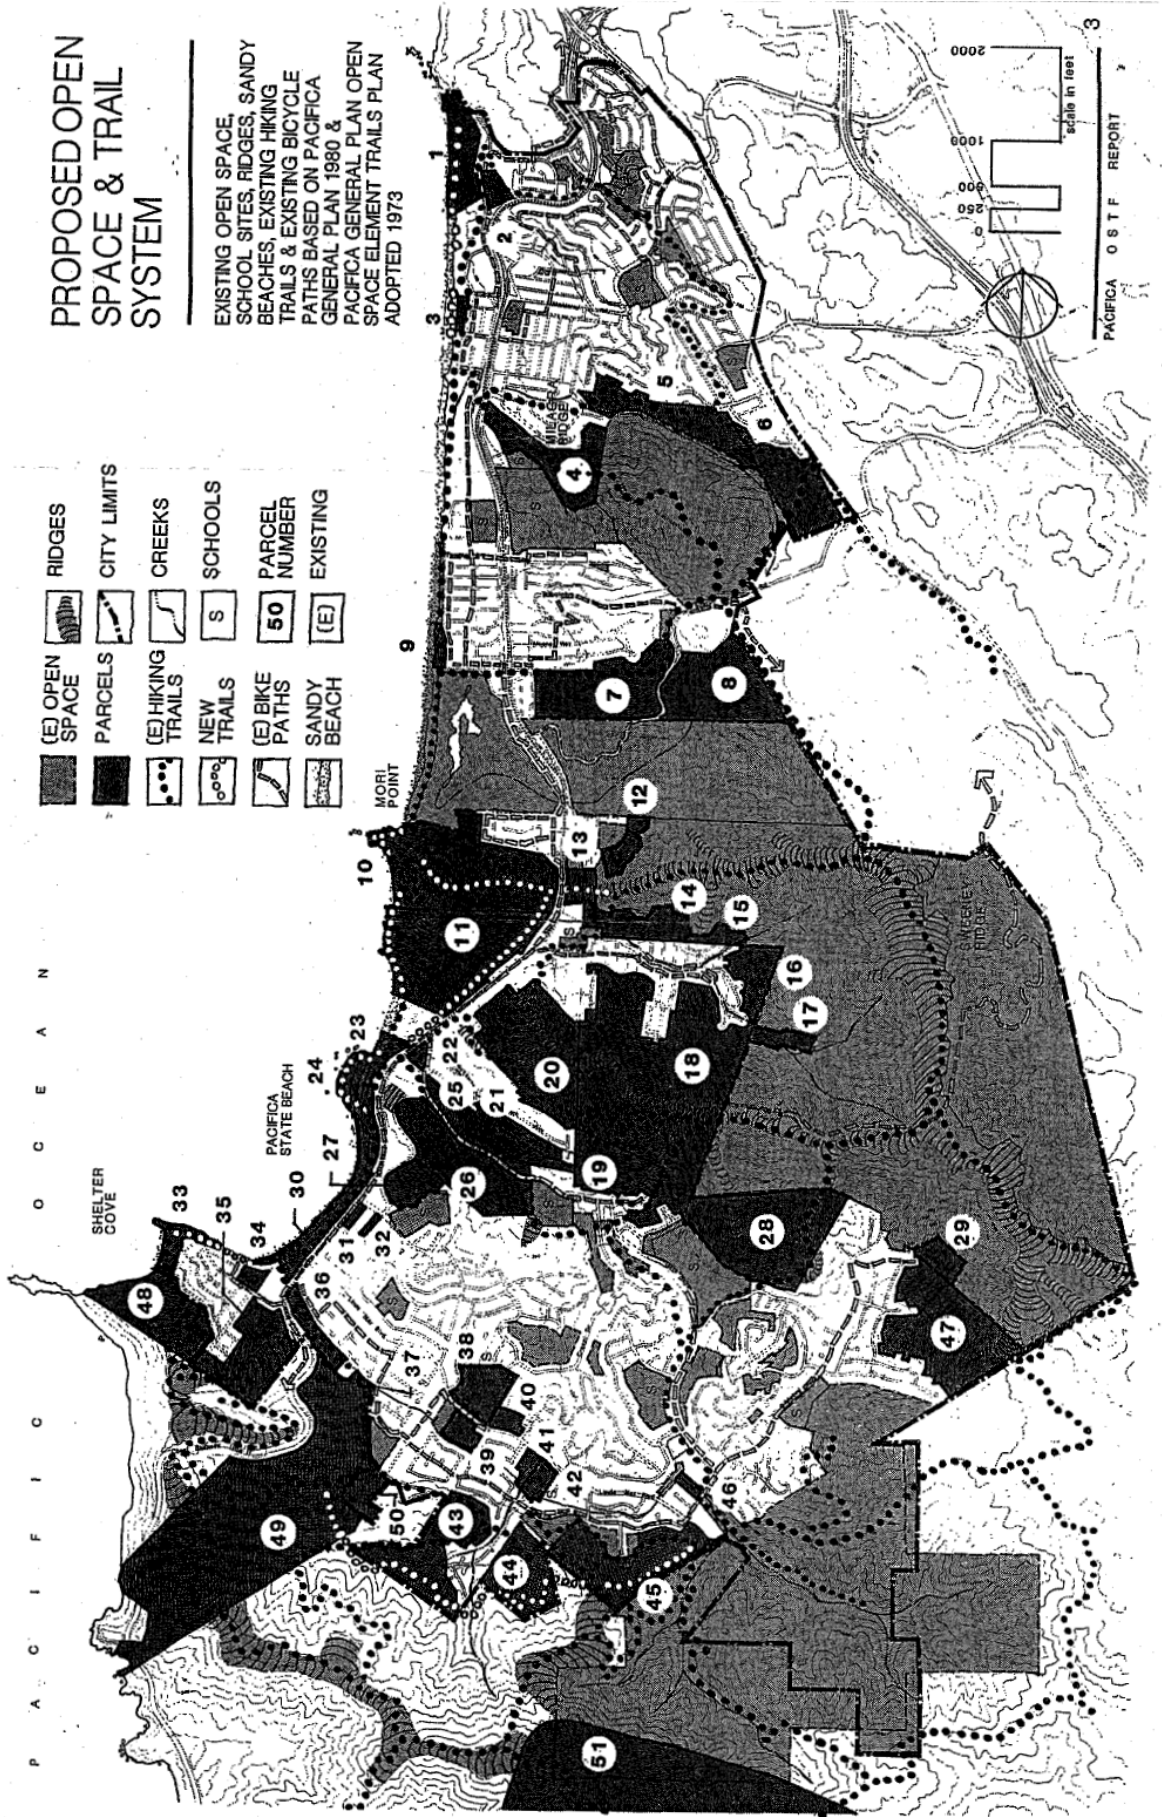 PROPOSED OPEN
SPACE & TRAIL
SYSTEM
EXISTING OPEN SPACE,
SCHOOL SITES, RIDGES, SANDY
BEACHES, EXISTING HIKING
TRAILS & EXISTING BICYCLE
PATHS BASED ON PACIFICA
GENERAL PLAN 1980 &
PACIFICA GENERAL PLAN OPEN
SPACE ELEMENT TRAILS PLAN
ADOPTED 1973
(E) OPEN
SPACE
PARCELS
(E) HIKING
TRAILS
NEW
TRAILS
(E) BIKE
PATHS
SANDY
BEACH
RIDGES
CITY LIMITS
CREEKS
S
SCHOOLS
50
PARCEL
NUMBER
(E)
EXISTING
PACIFIC OCEAN
SHELTER
COVE
PACIFICA
STATE BEACH
MORI
POINT
MILAGRA
RIDGE
SWEENEY
RIDGE
1
2
3
4
5
6
7
8
9
10
11
12
13
14
15
16
17
18
19
20
21
22
23
24
25
26
27
28
29
30
31
32
33
34
35
36
37
38
39
40
41
42
43
44
45
46
47
48
49
50
51
0
250
500
1000
2000
scale in feet
PACIFICA OSTF REPORT
3